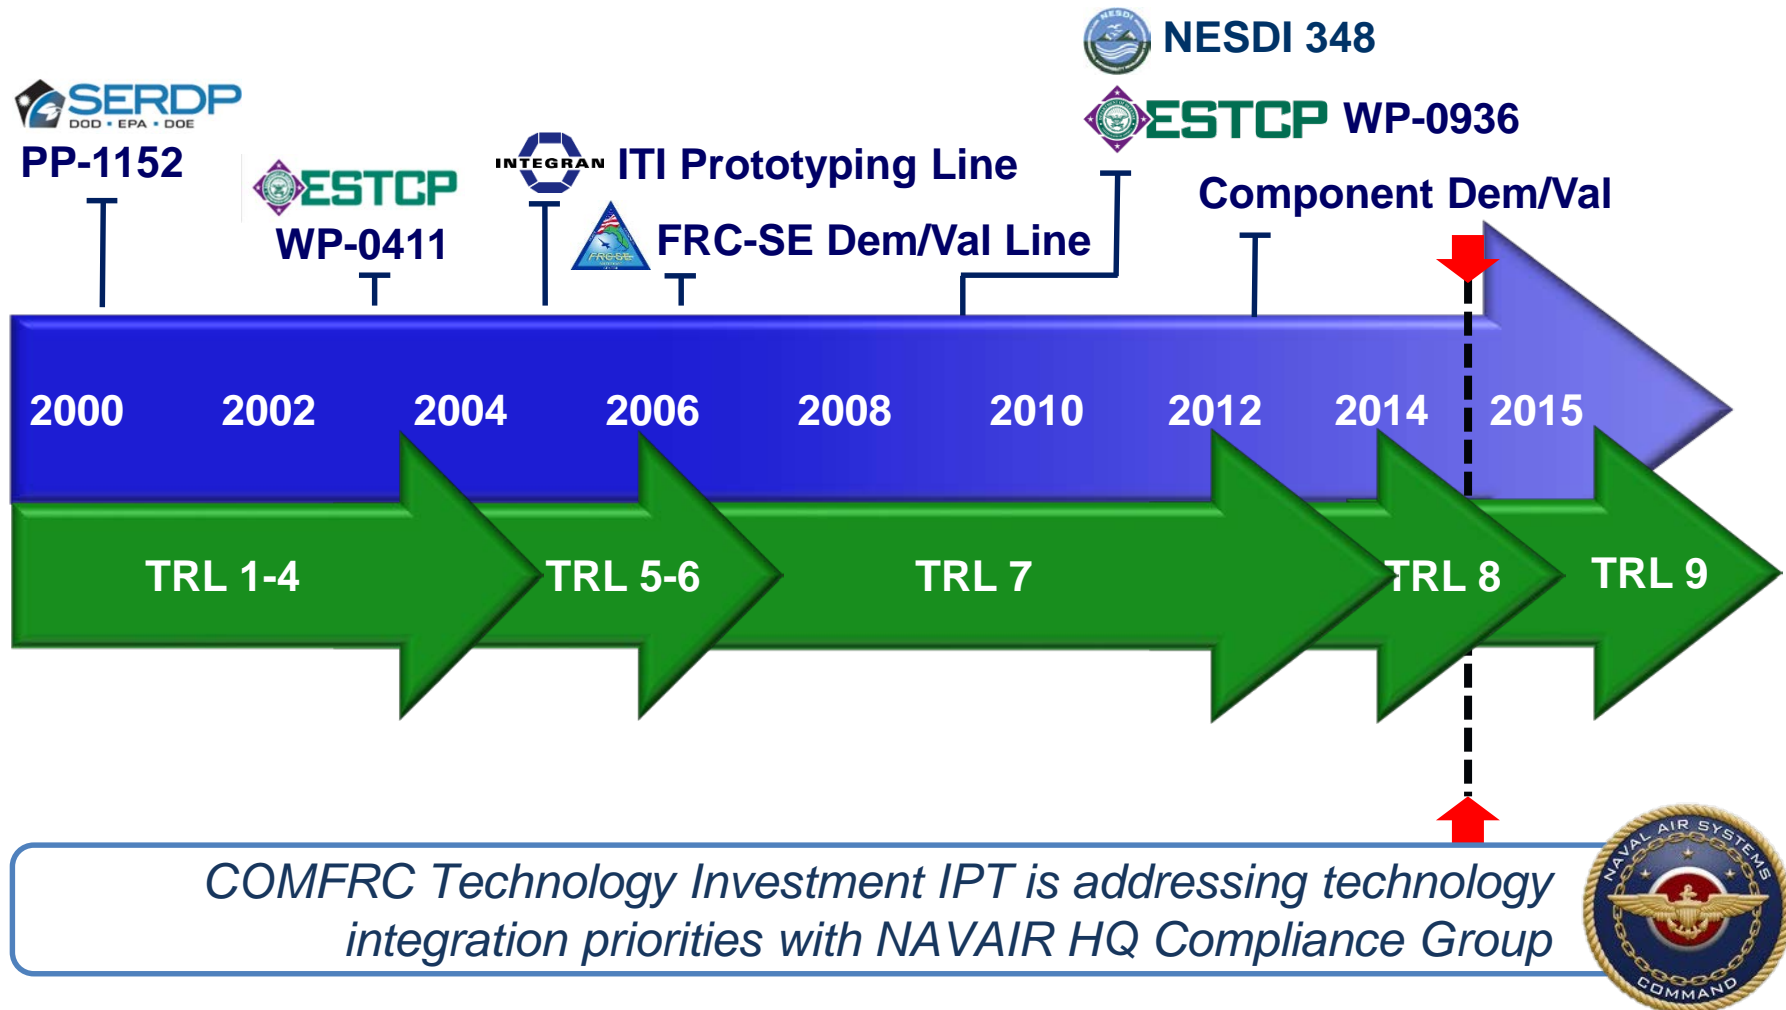 NESDI
NESDI 348
SERDP
DOD • EPA • DOE
PP-1152
ESTCP WP-0936
ESTCP
WP-0411
INTEGRAN ITI Prototyping Line
Component Dem/Val
FRC-SE
FRC-SE Dem/Val Line
2000 2002 2004 2006 2008 2010 2012 2014 2015
TRL 1-4 TRL 5-6 TRL 7 TRL 8 TRL 9
COMFRC Technology Investment IPT is addressing technology
integration priorities with NAVAIR HQ Compliance Group
NAVAL AIR SYSTEMS
COMMAND